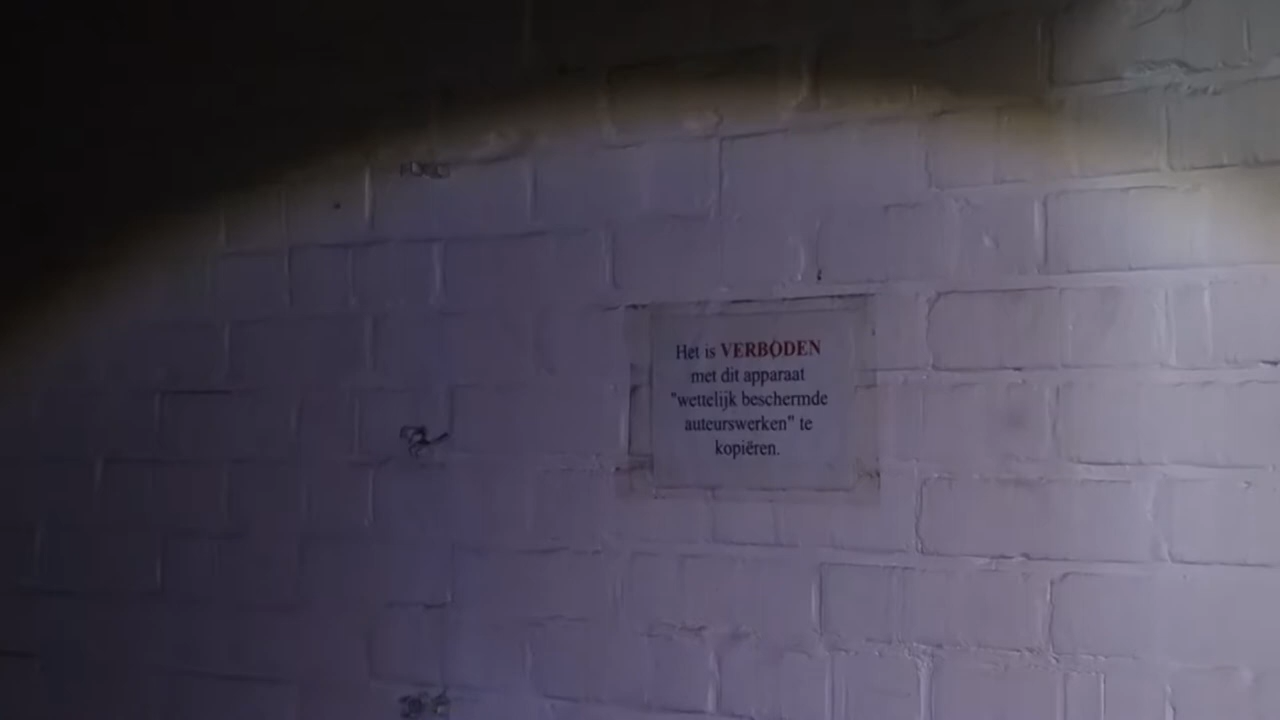 Het is VERBODEN
met dit apparaat
"wettelijk beschermde
auteurswerken" te
kopiëren.